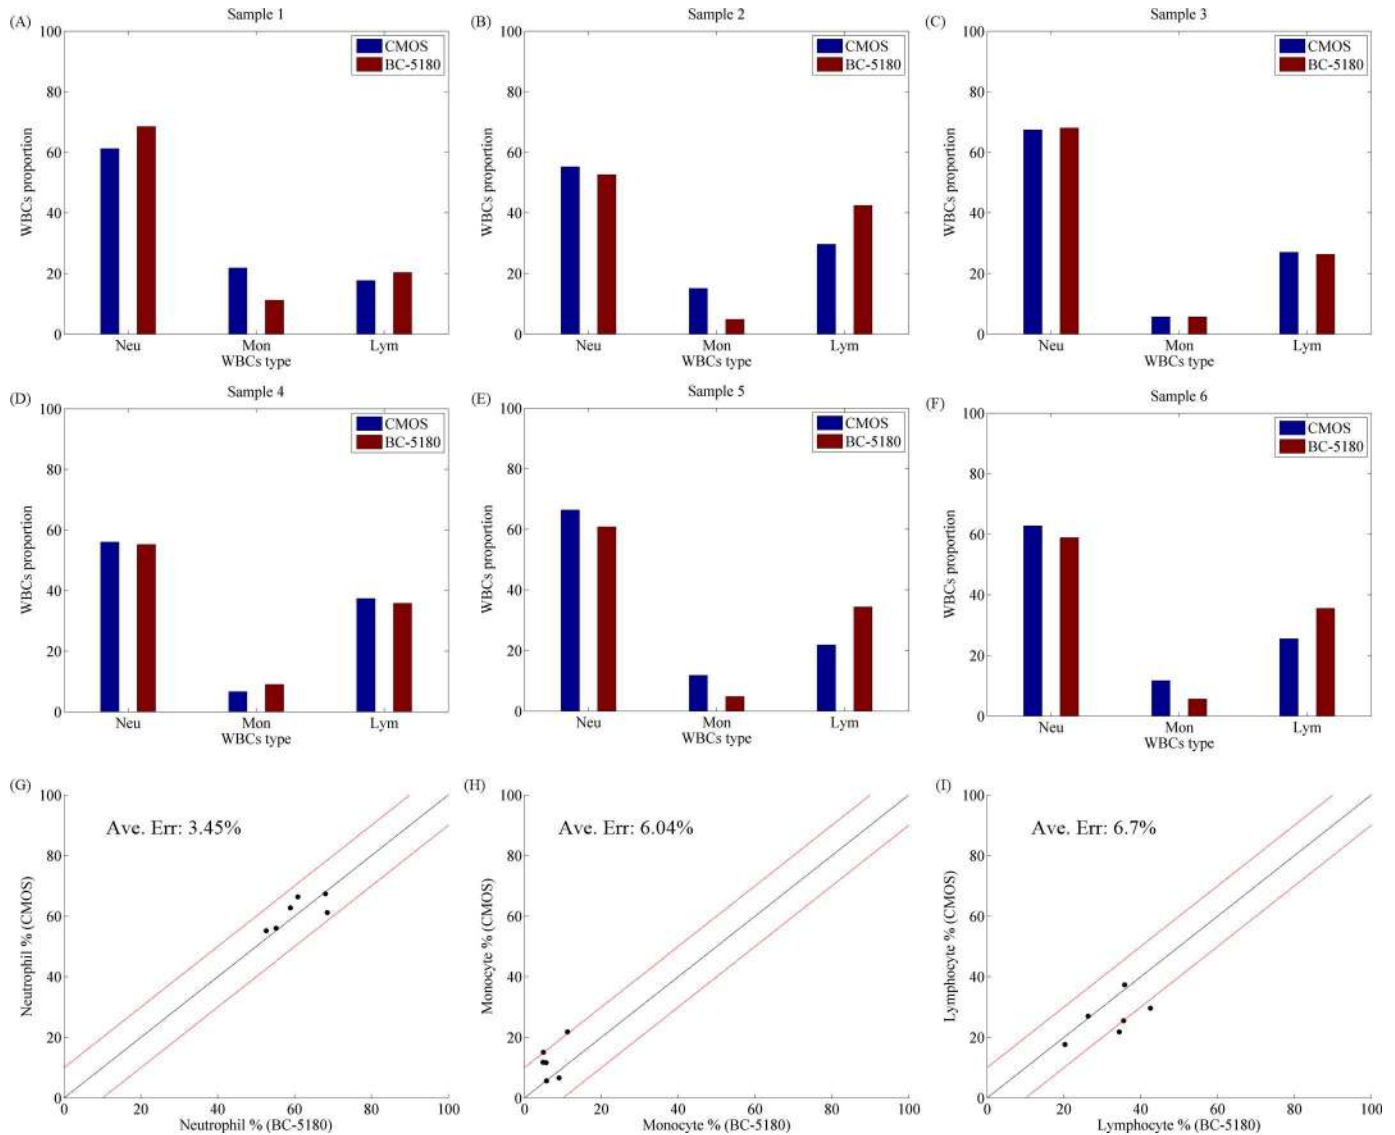 (A)
Sample 1
100
80
60
40
20
0
WBCs proportion
CMOS
BC-5180
Neu
Mon
Lym
WBCs type
(B)
Sample 2
100
80
60
40
20
0
WBCs proportion
CMOS
BC-5180
Neu
Mon
Lym
WBCs type
(C)
Sample 3
100
80
60
40
20
0
WBCs proportion
CMOS
BC-5180
Neu
Mon
Lym
WBCs type
(D)
Sample 4
100
80
60
40
20
0
WBCs proportion
CMOS
BC-5180
Neu
Mon
Lym
WBCs type
(E)
Sample 5
100
80
60
40
20
0
WBCs proportion
CMOS
BC-5180
Neu
Mon
Lym
WBCs type
(F)
Sample 6
100
80
60
40
20
0
WBCs proportion
CMOS
BC-5180
Neu
Mon
Lym
WBCs type
(G)
100
80
60
40
20
0
Neutrophil % (CMOS)
Ave. Err: 3.45%
0 20 40 60 80 100
Neutrophil % (BC-5180)
(H)
100
80
60
40
20
0
Monocyte % (CMOS)
Ave. Err: 6.04%
0 20 40 60 80 100
Monocyte % (BC-5180)
(I)
100
80
60
40
20
0
Lymphocyte % (CMOS)
Ave. Err: 6.7%
0 20 40 60 80 100
Lymphocyte % (BC-5180)